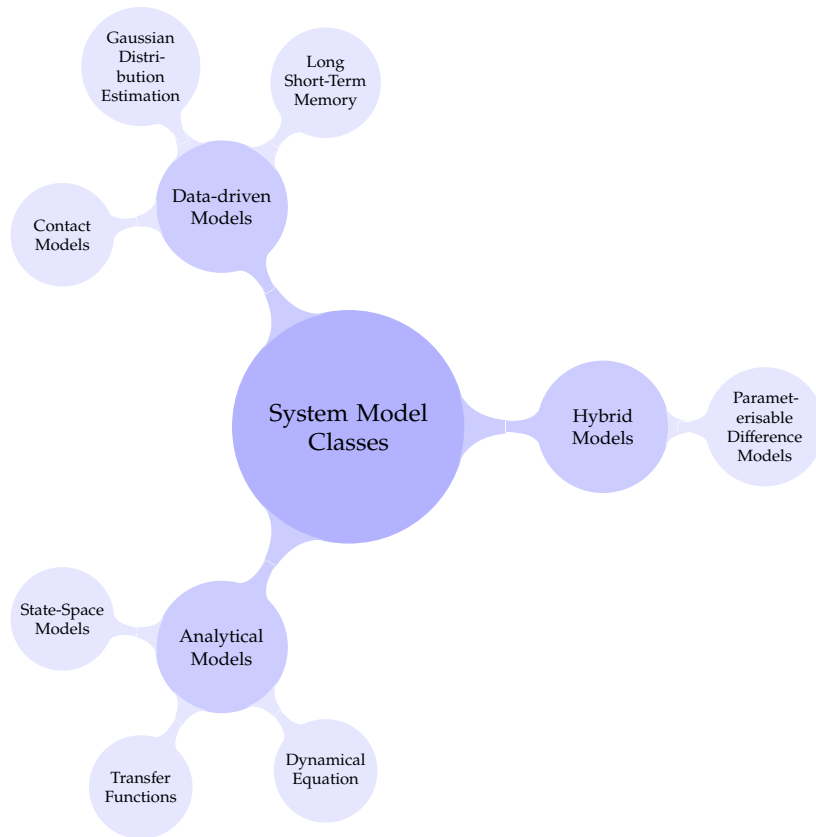 Gaussian
Distri-
bution
Estimation
Long
Short-Term
Memory
Data-driven
Models
Contact
Models
System Model
Classes
Hybrid
Models
Paramet-
erisable
Difference
Models
State-Space
Models
Analytical
Models
Transfer
Functions
Dynamical
Equation